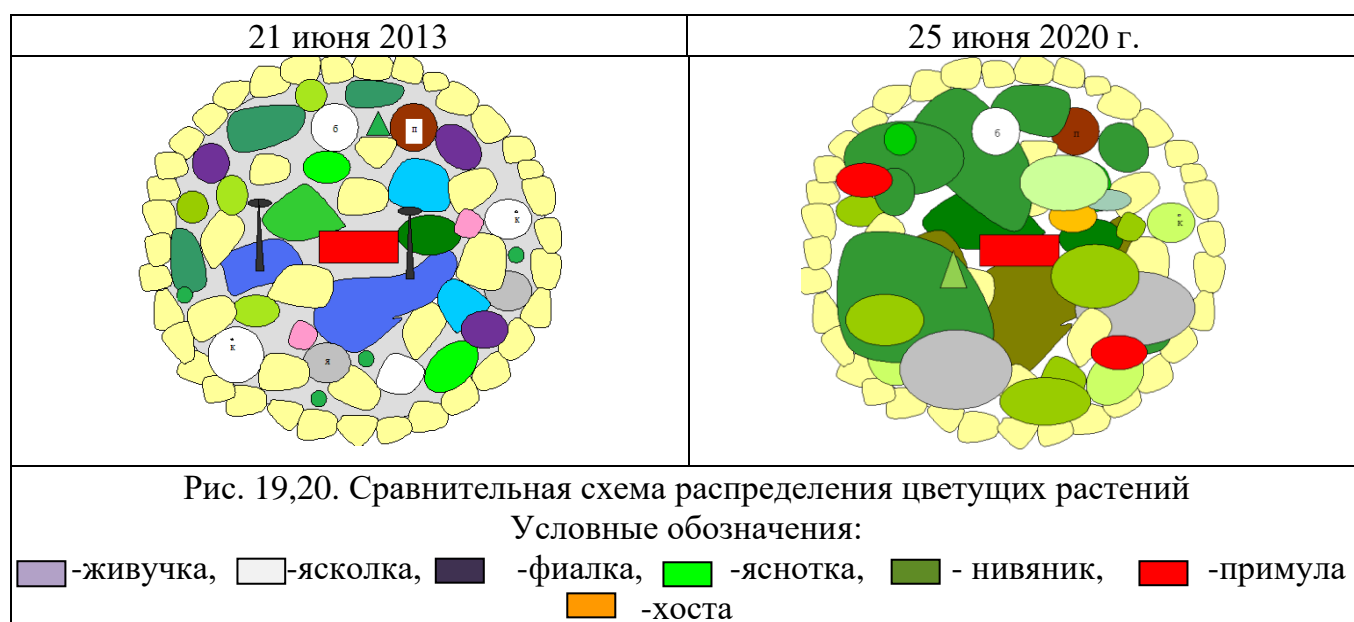 21 июня 2013
25 июня 2020 г.
б
п
к
к
я
б
п
к
Рис. 19,20. Сравнительная схема распределения цветущих растений
Условные обозначения:
-живучка, -ясколка, -фиалка, -яснотка, - нивяник, -примула
-хоста